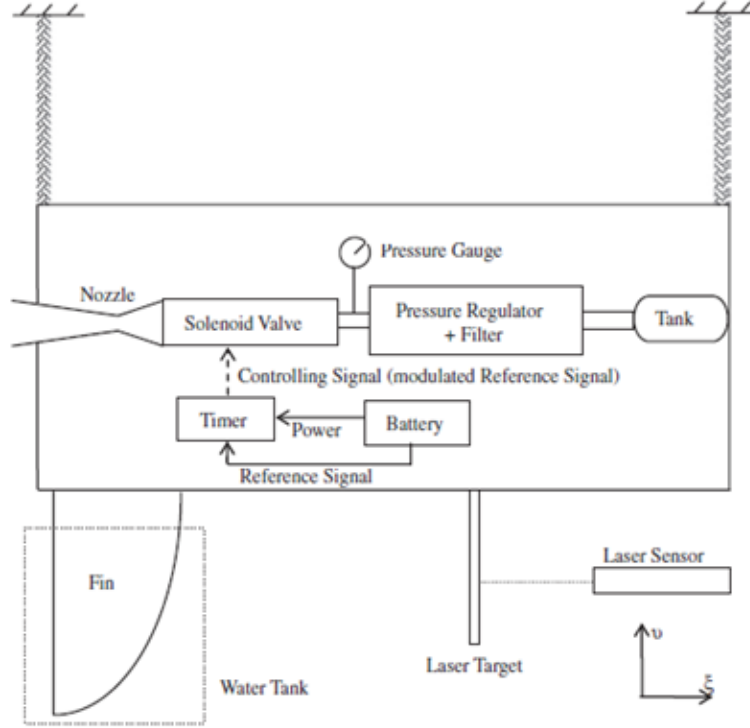 Pressure Gauge
Nozzle
Solenoid Valve
Pressure Regulator
+ Filter
Tank
Controlling Signal (modulated Reference Signal)
Timer
Power
Battery
Reference Signal
Laser Sensor
Fin
υ
Laser Target
Water Tank
ξ